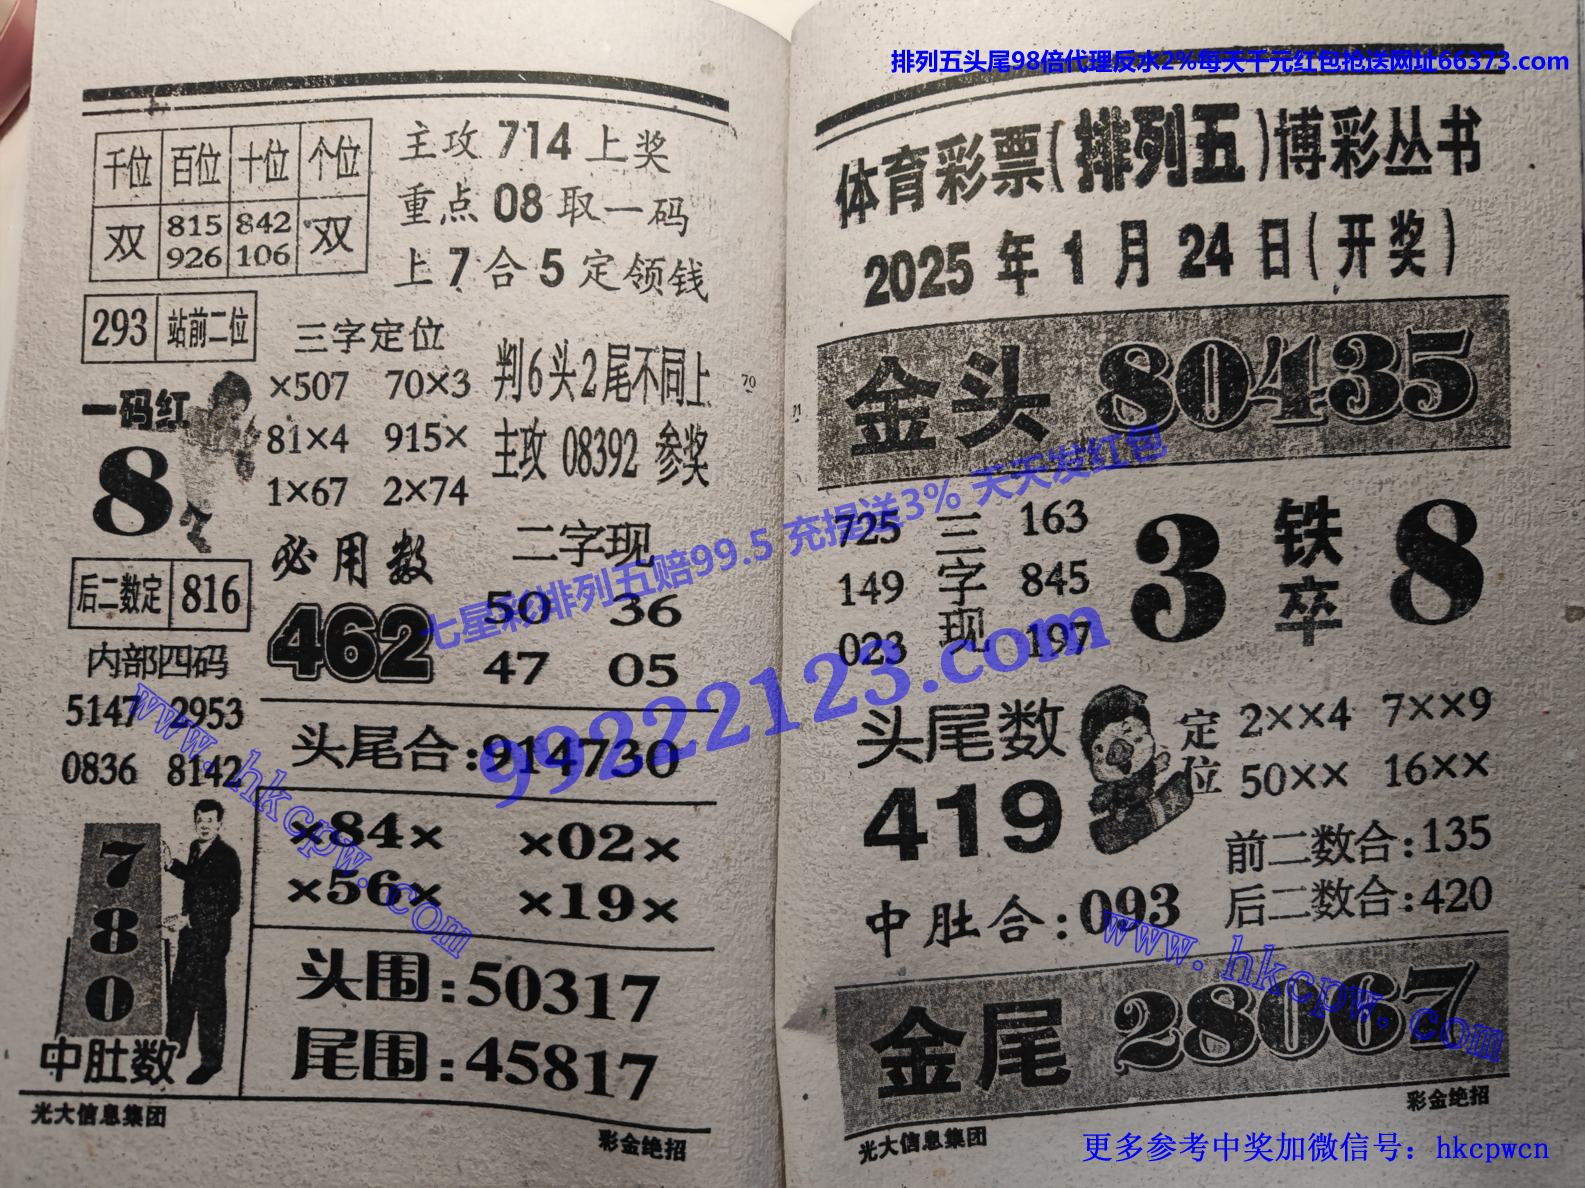 排列五头尾98倍代理反水2%每天千元红包抢送网址66373.com
千位 百位 十位 个位
双 815 842 双
926 106
主攻 714 上奖
重点 08 取一码
上 7 合 5 定领钱
293 站前二位
三字定位
×507 70×3
81×4 915×
1×67 2×74
判6头2尾不同上
主攻 08392 参奖
一码红
8
必用数
462
二字现
50 36
47 05
后二数定 816
内部四码
5147 2953
0836 8142
头尾合:914730
×84× ×02×
×56× ×19×
780
中肚数
头围:50317
尾围:45817
光大信息集团
彩金绝招
70
体育彩票(排列五)博彩丛书
2025 年 1 月 24 日(开奖)
金头 80435
三字现
725 163
149 845
023 197
3 铁卒 8
头尾数
419
定位
2××4 7××9
50×× 16××
前二数合:135
后二数合:420
中肚合:093
金尾 28067
光大信息集团
彩金绝招
七星彩排列五赔99.5 充捏送3% 天天发红包
99222123.com
www.hkcpw.com
www.hkcpw.com
更多参考中奖加微信号：hkcpwcn